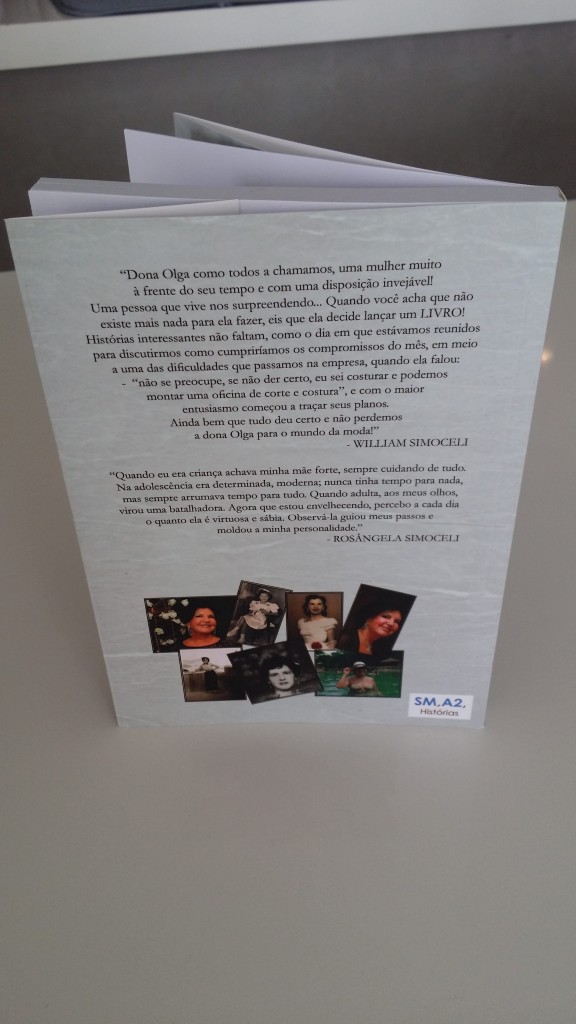 “Dona Olga como todos a chamamos, uma mulher muito
à frente do seu tempo e com uma disposição invejável!
Uma pessoa que vive nos surpreendendo... Quando você acha que não
existe mais nada para ela fazer, eis que ela decide lançar um LIVRO!
Histórias interessantes não faltam, como o dia em que estávamos reunidos
para discutirmos como cumpriríamos os compromissos do mês, em meio
a uma das dificuldades que passamos na empresa, quando ela falou:
- “não se preocupe, se não der certo, eu sei costurar e podemos
montar uma oficina de corte e costura”, e com o maior
entusiasmo começou a traçar seus planos.
Ainda bem que tudo deu certo e não perdemos
a dona Olga para o mundo da moda!”
- WILLIAM SIMOCELI
“Quando eu era criança achava minha mãe forte, sempre cuidando de tudo.
Na adolescência era determinada, moderna; nunca tinha tempo para nada,
mas sempre arrumava tempo para tudo. Quando adulta, aos meus olhos,
virou uma batalhadora. Agora que estou envelhecendo, percebo a cada dia
o quanto ela é virtuosa e sábia. Observá-la guiou meus passos e
moldou a minha personalidade.”
- ROSÂNGELA SIMOCELI
SM,A2,
Histórias